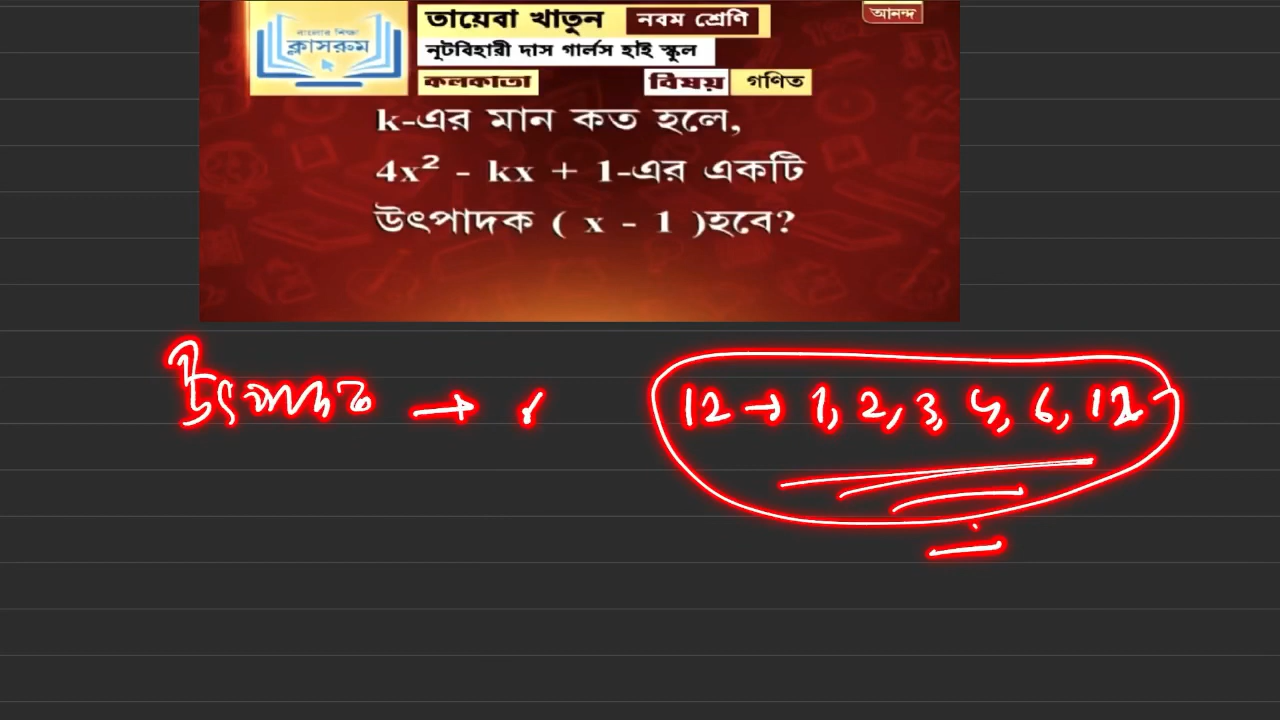 বাংলার শিক্ষা
ক্লাসরুম
তায়েবা খাতুন নবম শ্রেণি
নূটবিহারী দাস গার্লস হাই স্কুল
কলকাতা বিষয় গণিত
আনন্দ
k-এর মান কত হলে,
4x² - kx + 1-এর একটি
উৎপাদক ( x - 1 )হবে?
উৎপাদক →
12 → 1, 2, 3, 4, 6, 12